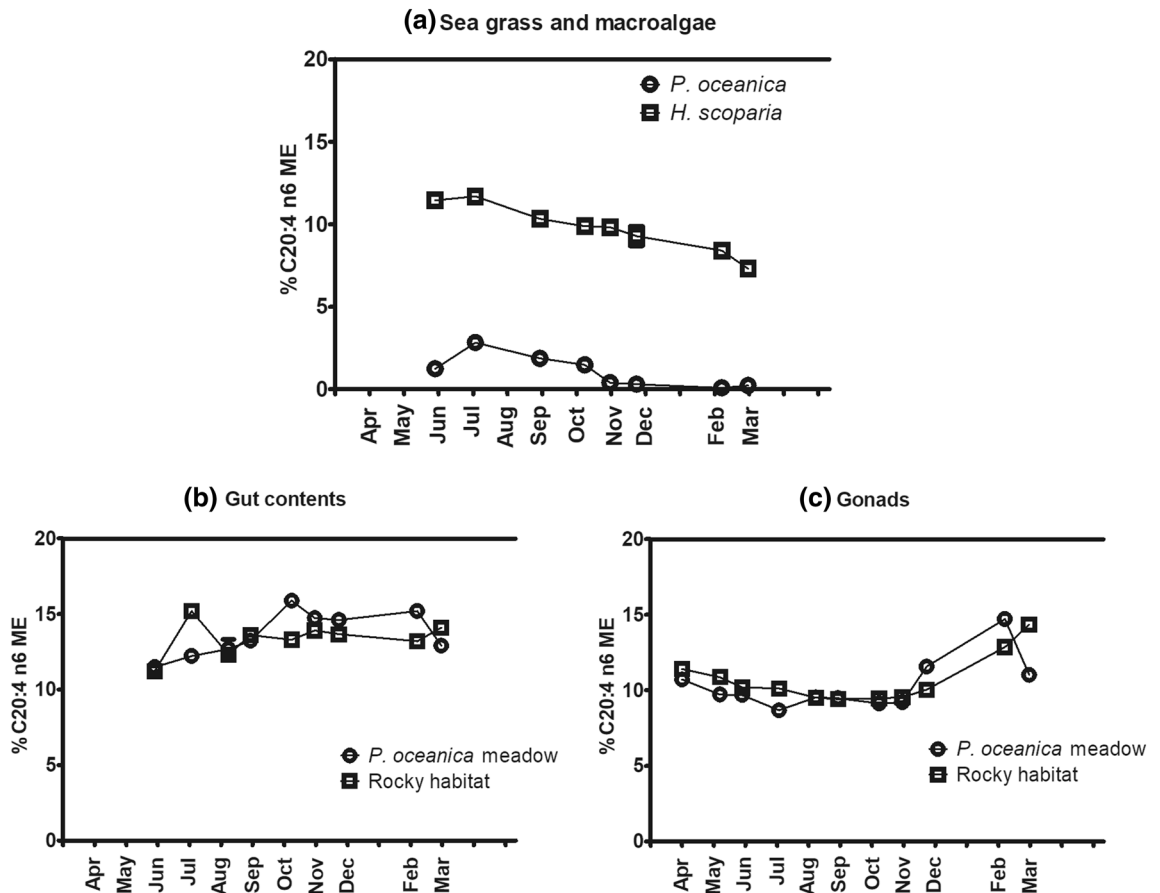 (a) Sea grass and macroalgae
20
P. oceanica
H. scoparia
15
10
5
0
%C20:4 n6 ME
Apr May Jun Jul Aug Sep Oct Nov Dec Feb Mar
(b) Gut contents
20
15
10
5
0
%C20:4 n6 ME
P. oceanica meadow
Rocky habitat
Apr May Jun Jul Aug Sep Oct Nov Dec Feb Mar
(c) Gonads
20
15
10
5
0
%C20:4 n6 ME
P. oceanica meadow
Rocky habitat
Apr May Jun Jul Aug Sep Oct Nov Dec Feb Mar